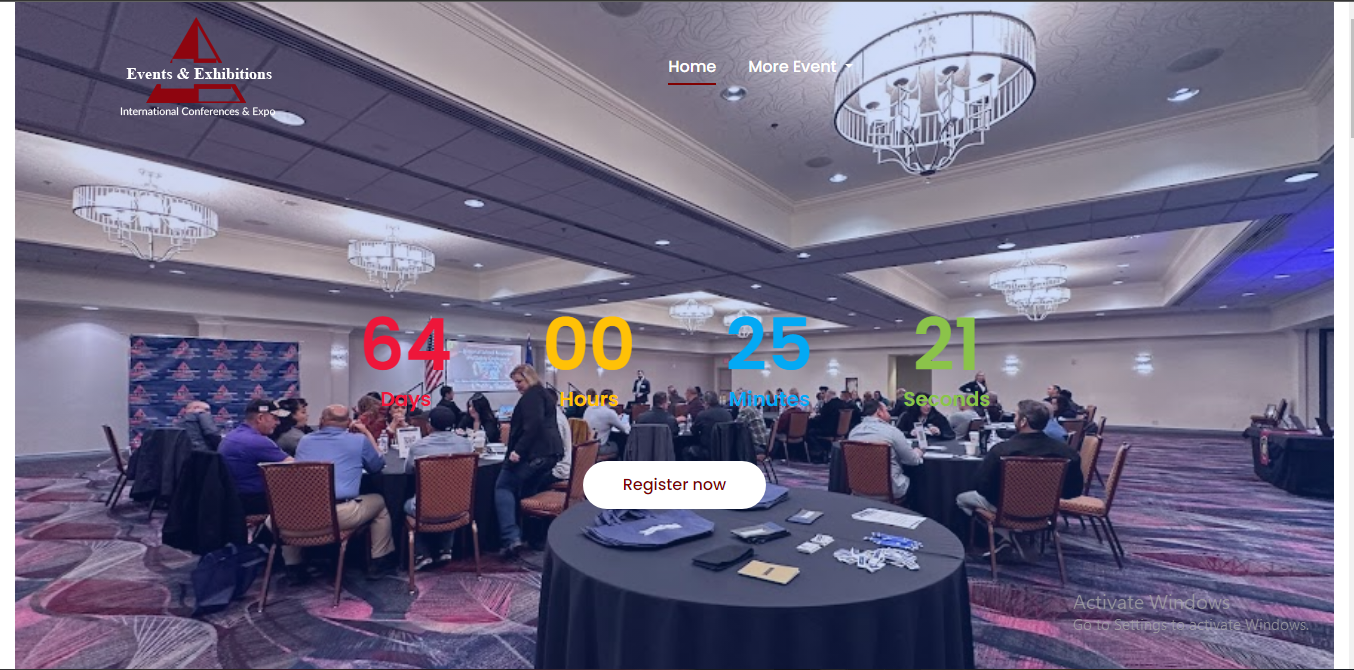 Events & Exhibitions
International Conferences & Expo
Home
More Event
64
00
25
21
Days
Hours
Minutes
Seconds
Register now
Activate Windows
Go to Settings to activate Windows.